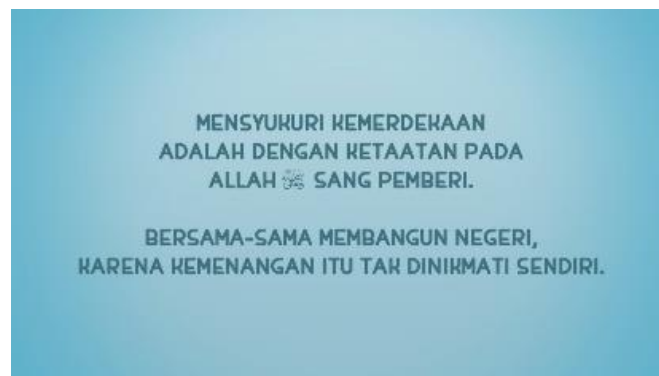 MENSYUKURI KEMERDEKAAN
ADALAH DENGAN KETAATAN PADA
ALLAH ﷻ SANG PEMBERI.
BERSAMA-SAMA MEMBANGUN NEGERI,
KARENA KEMENANGAN ITU TAK DINIKMATI SENDIRI.